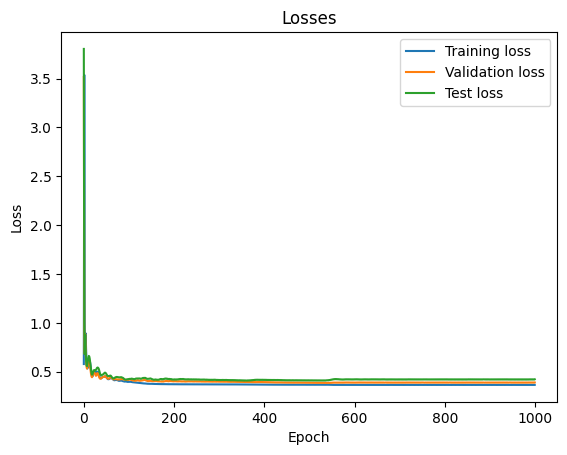 Losses
Training loss
Validation loss
Test loss
3.5
3.0
2.5
2.0
1.5
1.0
0.5
Loss
0
200
400
600
800
1000
Epoch